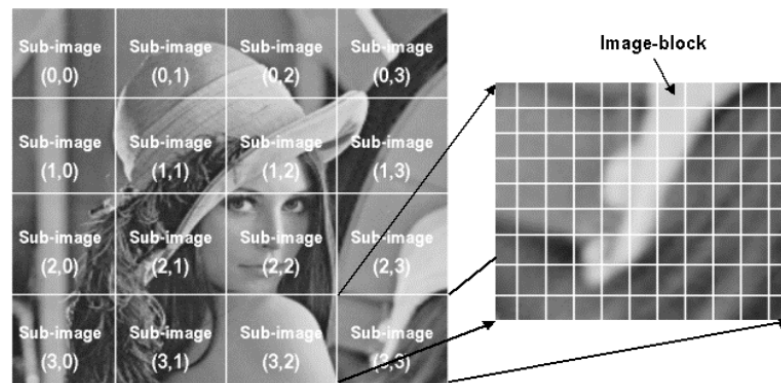 Sub-image Sub-image Sub-image Sub-image
(0,0) (0,1) (0,2) (0,3)
Image-block
Sub-image Sub-image Sub-image Sub-image
(1,0) (1,1) (1,2) (1,3)
Sub-image Sub-image Sub-image Sub-image
(2,0) (2,1) (2,2) (2,3)
Sub-image Sub-image Sub-image Sub-image
(3,0) (3,1) (3,2) (3,3)